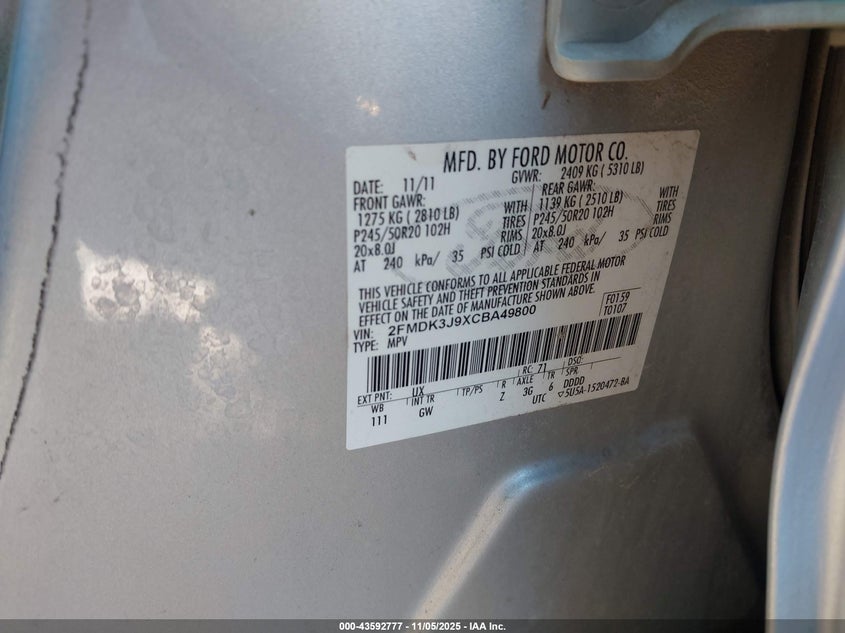 MFD. BY FORD MOTOR CO.
DATE: 11/11 GVWR: 2409 KG ( 5310 LB)
FRONT GAWR: REAR GAWR:
1275 KG ( 2810 LB) WITH 1139 KG ( 2510 LB) WITH
P245/50R20 102H TIRES P245/50R20 102H TIRES
20x8.0J RIMS 20x8.0J RIMS
AT 240 kPa/ 35 PSI COLD AT 240 kPa/ 35 PSI COLD
THIS VEHICLE CONFORMS TO ALL APPLICABLE FEDERAL MOTOR
VEHICLE SAFETY AND THEFT PREVENTION STANDARDS IN
EFFECT ON THE DATE OF MANUFACTURE SHOWN ABOVE.
VIN: 2FMDK3J9XCBA49800 F0159
TYPE: MPV T0107
RC: 71 DSO:
EXT PNT: UX
WB INT TR TP/PS R AXLE TR SPR
111 GW Z 3G 6 DDDD
UTC ▽5U5A-1520472-BA
000-43592777 - 11/05/2025 - IAA Inc.